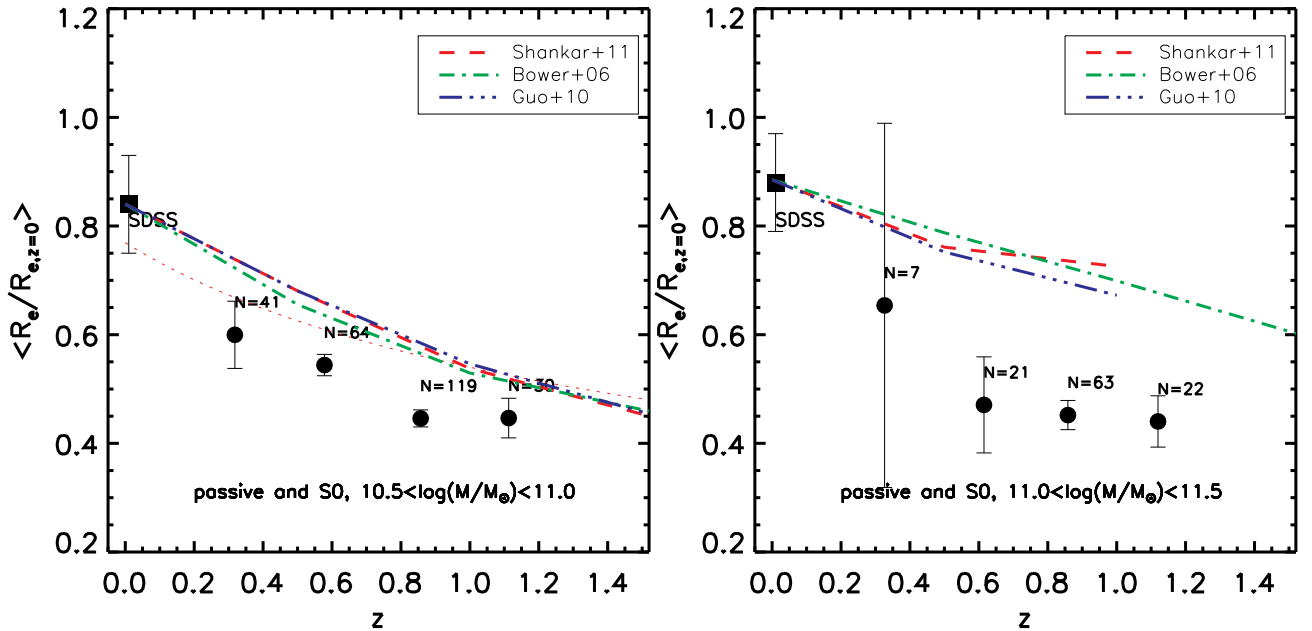 1.2
1.0
0.8
0.6
0.4
0.2
<R_e/R_{e,z=0}>
Shankar+11
Bower+06
Guo+10
SDSS
N=41
N=64
N=119
passive and S0, 10.5<log(M/M_⊙)<11.0
0.0 0.2 0.4 0.6 0.8 1.0 1.2 1.4
z
1.2
1.0
0.8
0.6
0.4
0.2
<R_e/R_{e,z=0}>
Shankar+11
Bower+06
Guo+10
SDSS
N=7
N=21
N=63
N=22
passive and S0, 11.0<log(M/M_⊙)<11.5
0.0 0.2 0.4 0.6 0.8 1.0 1.2 1.4
z